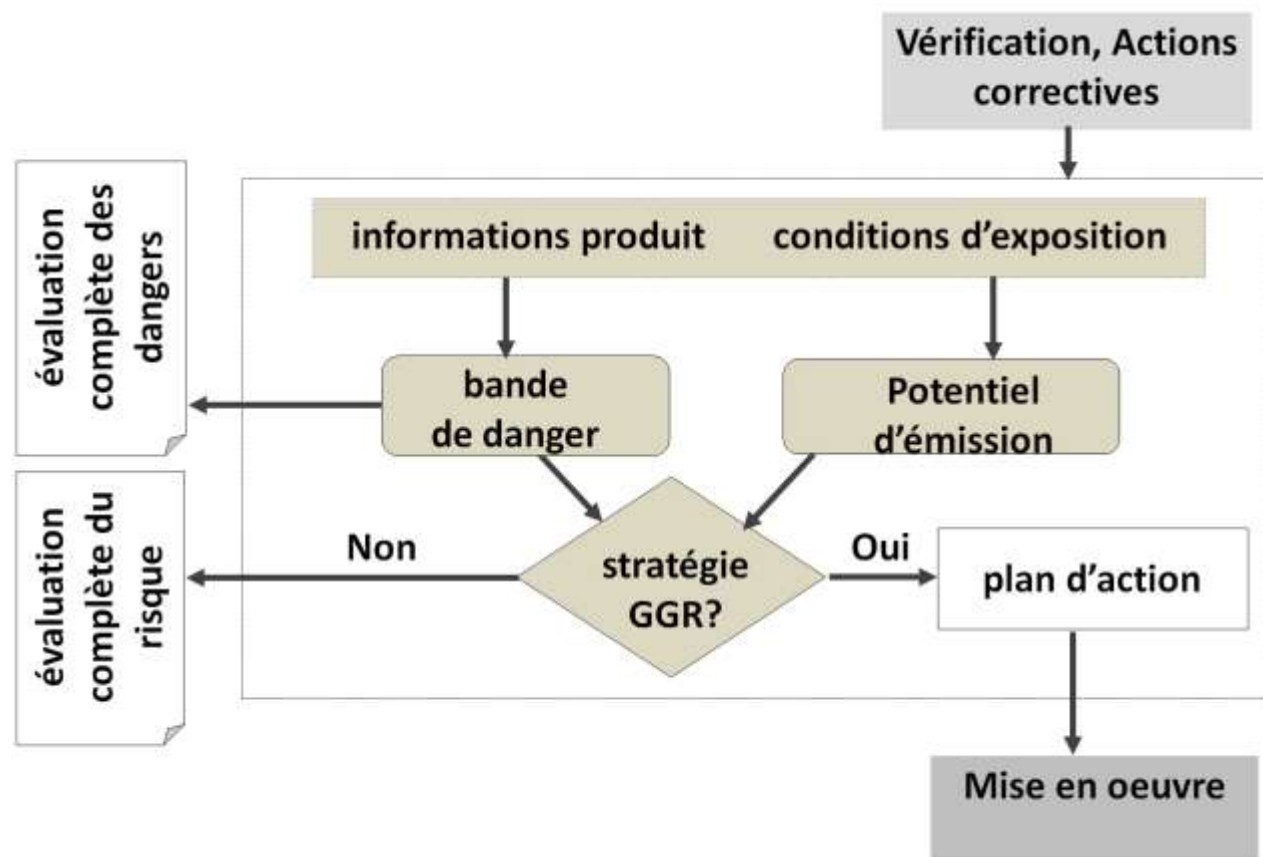 Vérification, Actions
correctives
évaluation
complète des
dangers
informations produit
conditions d'exposition
bande
de danger
Potentiel
d'émission
évaluation
complète du
risque
Non
stratégie
GGR?
Oui
plan d'action
Mise en oeuvre